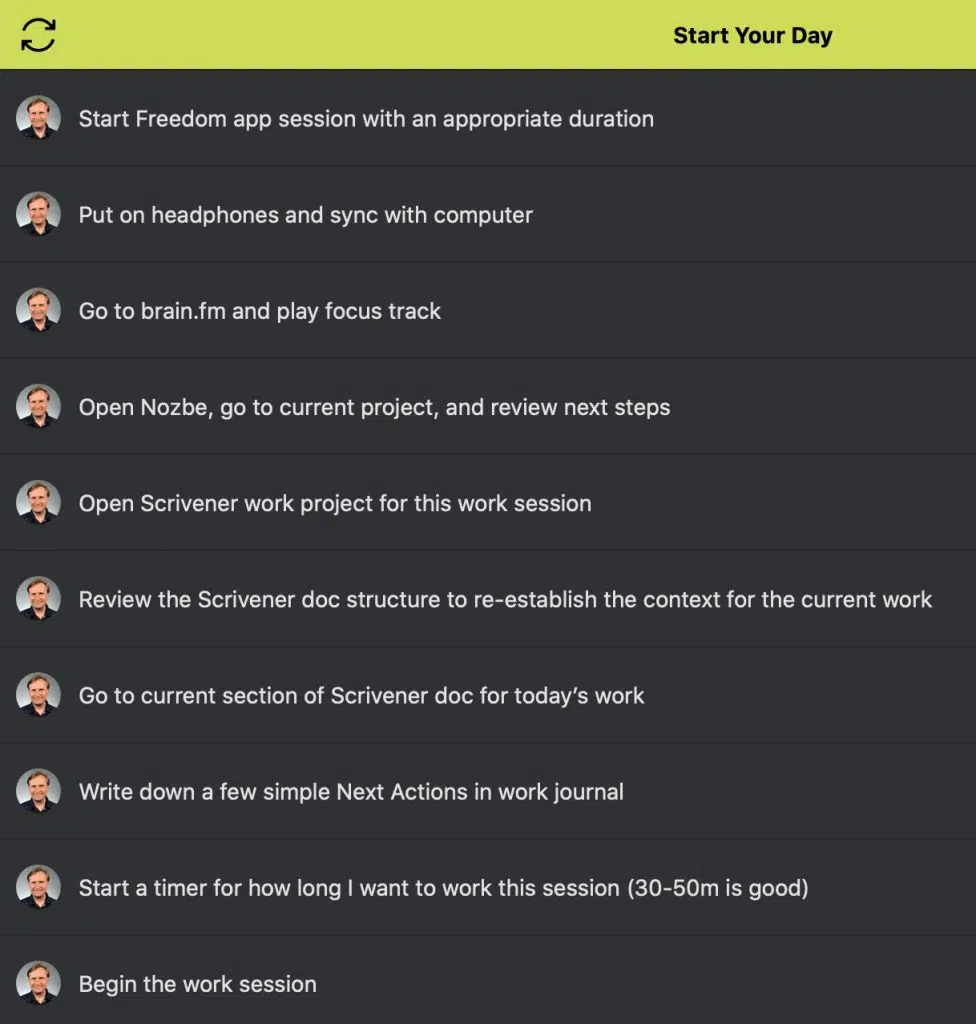 Start Your Day
Start Freedom app session with an appropriate duration
Put on headphones and sync with computer
Go to brain.fm and play focus track
Open Nozbe, go to current project, and review next steps
Open Scrivener work project for this work session
Review the Scrivener doc structure to re-establish the context for the current work
Go to current section of Scrivener doc for today’s work
Write down a few simple Next Actions in work journal
Start a timer for how long I want to work this session (30-50m is good)
Begin the work session